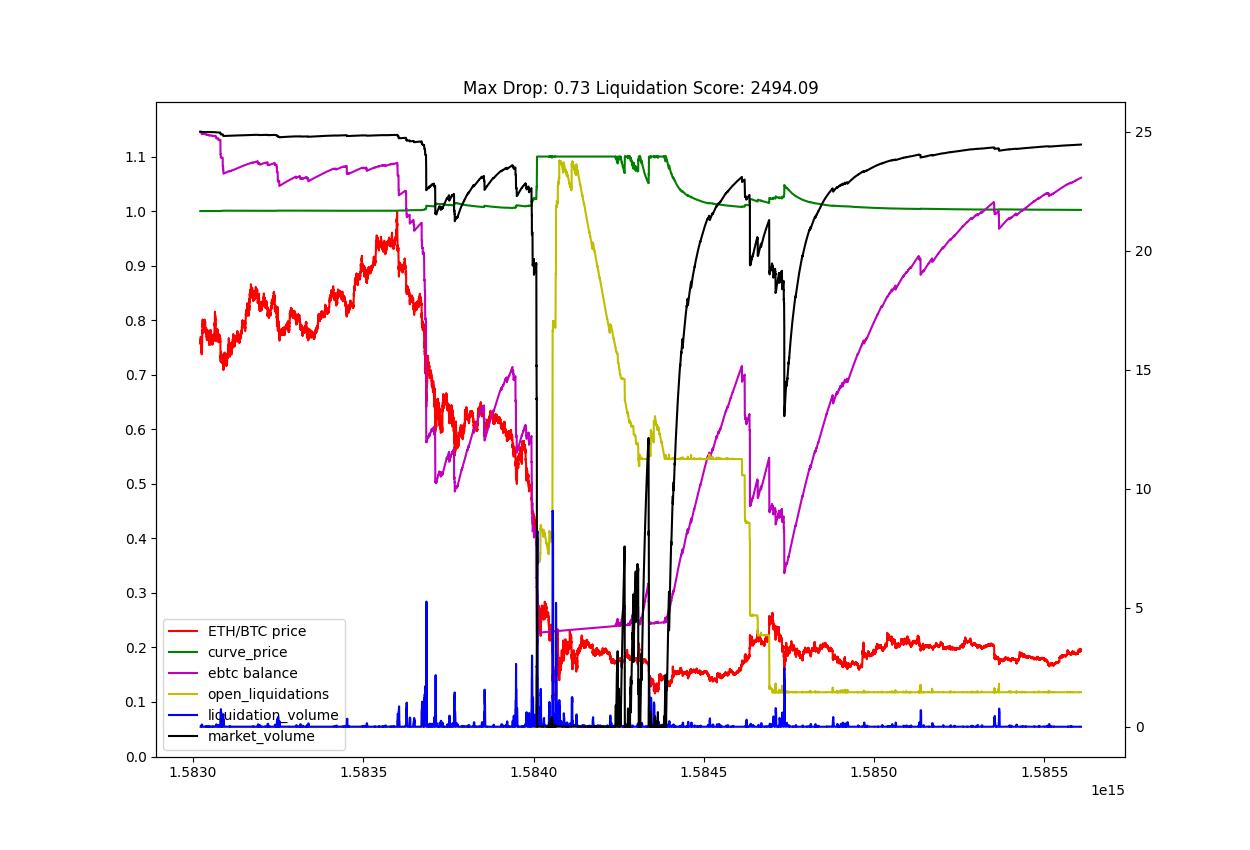 Max Drop: 0.73 Liquidation Score: 2494.09
1.1
1.0
0.9
0.8
0.7
0.6
0.5
0.4
0.3
0.2
0.1
0.0
25
20
15
10
5
0
ETH/BTC price
curve_price
ebtc balance
open_liquidations
liquidation_volume
market_volume
1.5830 1.5835 1.5840 1.5845 1.5850 1.5855
1e15